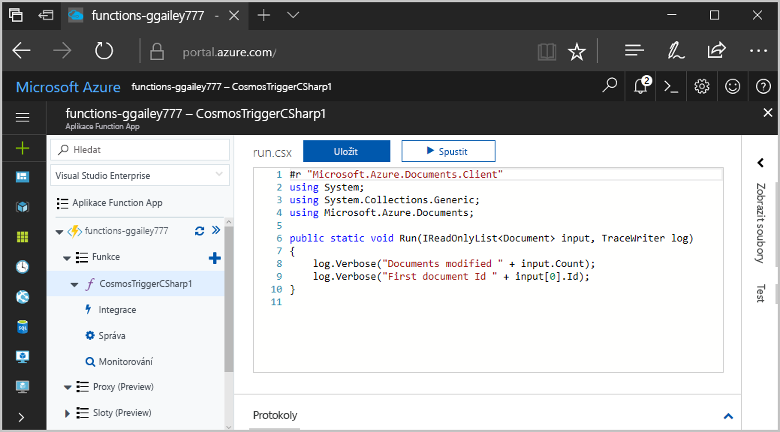 functions-ggailey777 -
portal.azure.com/
Microsoft Azure functions-ggailey777 – CosmosTriggerCSharp1
2
functions-ggailey777 – CosmosTriggerCSharp1
Aplikace Function App
Hledat
Visual Studio Enterprise
Aplikace Function App
functions-ggailey777
Funkce
CosmosTriggerCSharp1
Integrace
Správa
Monitorování
Proxy (Preview)
Sloty (Preview)
run.csx
Uložit
Spustit
1 #r "Microsoft.Azure.Documents.Client"
2 using System;
3 using System.Collections.Generic;
4 using Microsoft.Azure.Documents;
5
6 public static void Run(IReadOnlyList<Document> input, TraceWriter log)
7 {
8 log.Verbose("Documents modified " + input.Count);
9 log.Verbose("First document Id " + input[0].Id);
10 }
11
Protokoly
Zobrazit soubory
Test